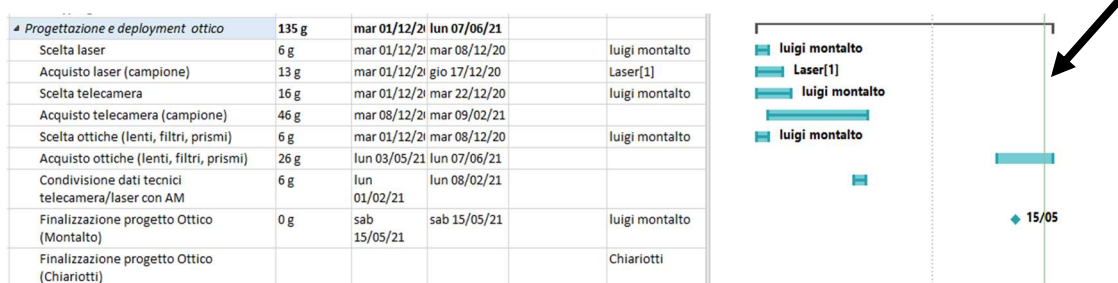 Progettazione e deployment ottico 135 g mar 01/12/2 lun 07/06/21
Scelta laser 6 g mar 01/12/2 mar 08/12/20 luigi montalto luigi montalto
Acquisto laser (campione) 13 g mar 01/12/2 gio 17/12/20 Laser[1] Laser[1]
Scelta telecamera 16 g mar 01/12/2 mar 22/12/20 luigi montalto luigi montalto
Acquisto telecamera (campione) 46 g mar 08/12/2 mar 09/02/21
Scelta ottiche (lenti, filtri, prismi) 6 g mar 01/12/2 mar 08/12/20 luigi montalto luigi montalto
Acquisto ottiche (lenti, filtri, prismi) 26 g lun 03/05/21 lun 07/06/21
Condivisione dati tecnici 6 g lun lun 08/02/21
telecamera/laser con AM 01/02/21
Finalizzazione progetto Ottico 0 g sab sab 15/05/21 luigi montalto 15/05
(Montalto) 15/05/21
Finalizzazione progetto Ottico Chiariotti
(Chiariotti)